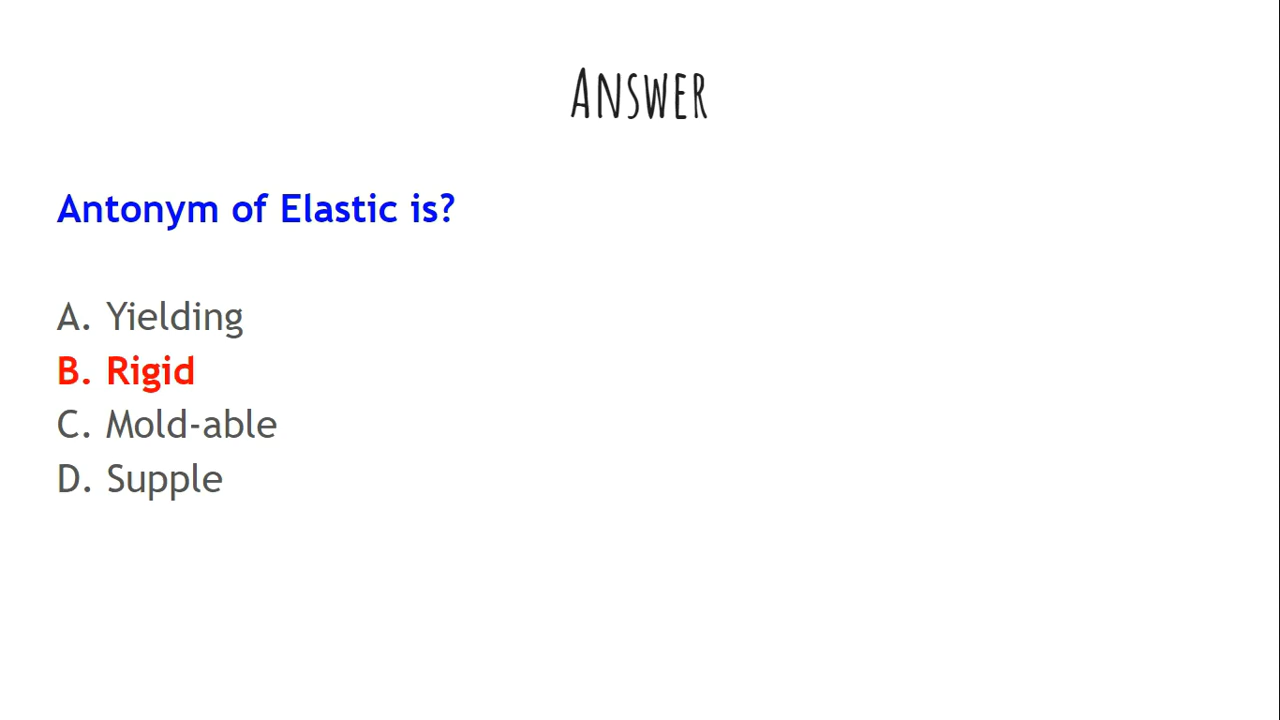 Answer
Antonym of Elastic is?
A. Yielding
B. Rigid
C. Mold-able
D. Supple